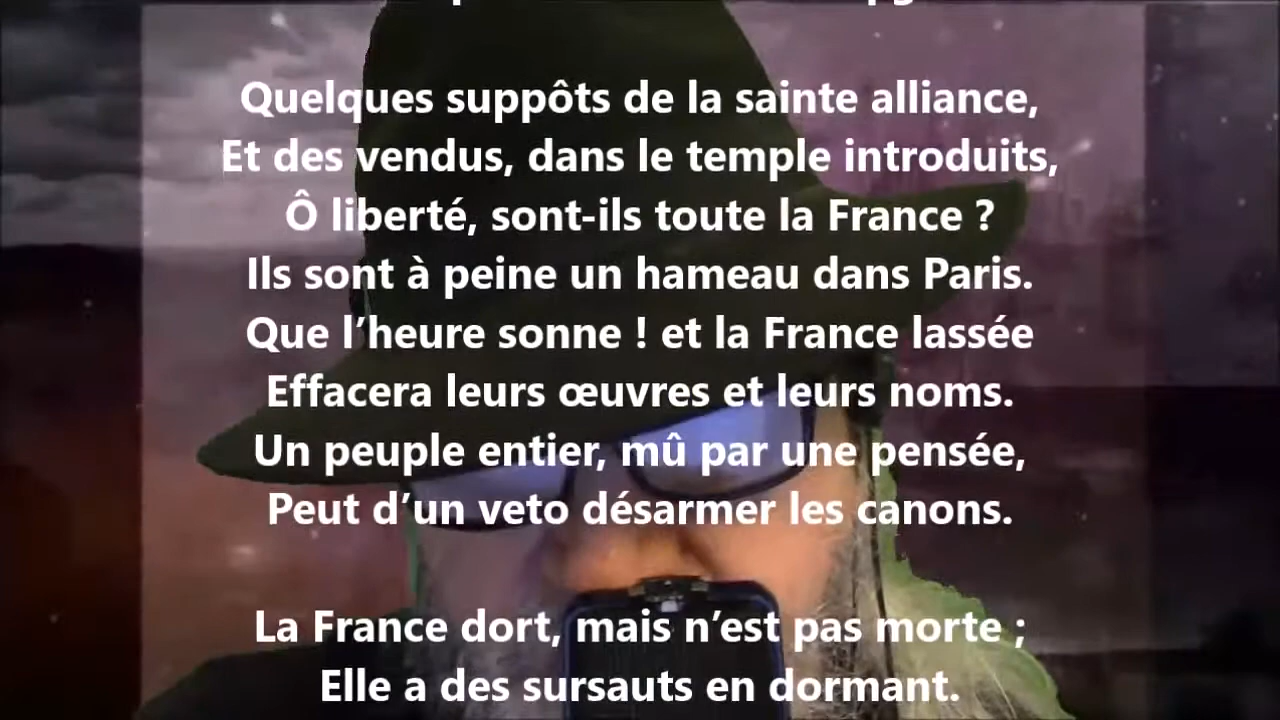 Quelques suppôts de la sainte alliance,
Et des vendus, dans le temple introduits,
Ô liberté, sont-ils toute la France ?
Ils sont à peine un hameau dans Paris.
Que l’heure sonne ! et la France lassée
Effacera leurs œuvres et leurs noms.
Un peuple entier, mû par une pensée,
Peut d’un veto désarmer les canons.
La France dort, mais n’est pas morte ;
Elle a des sursauts en dormant.